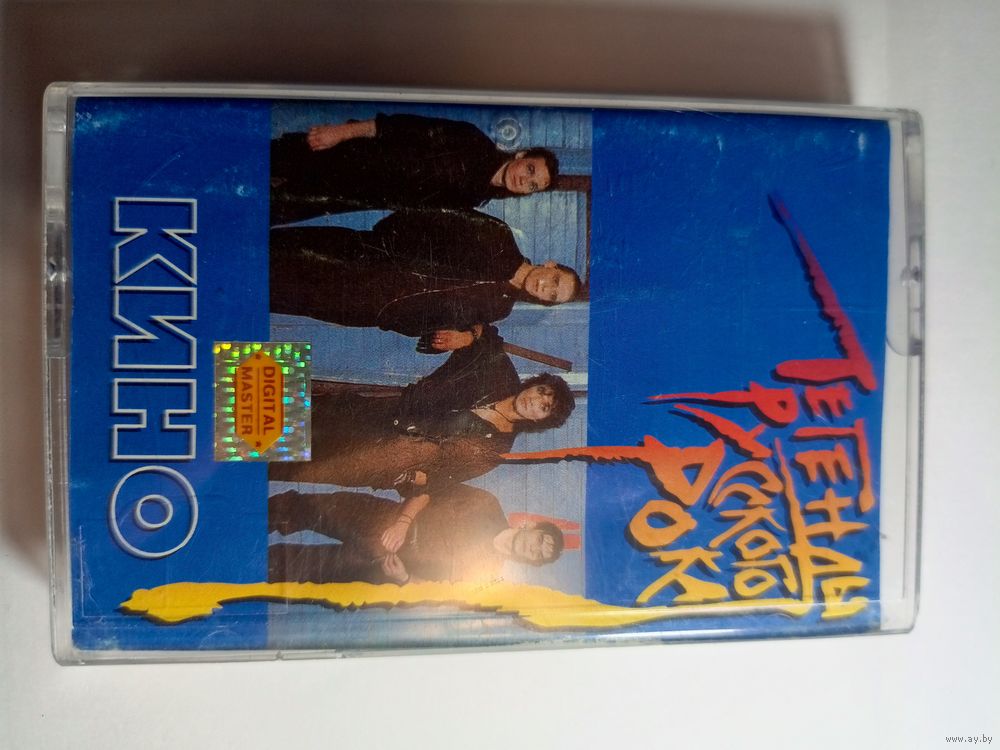 ЛЕГЕНДЫ
РУССКОГО
РОКА
DIGITAL
MASTER
КИНО
www.ay.by